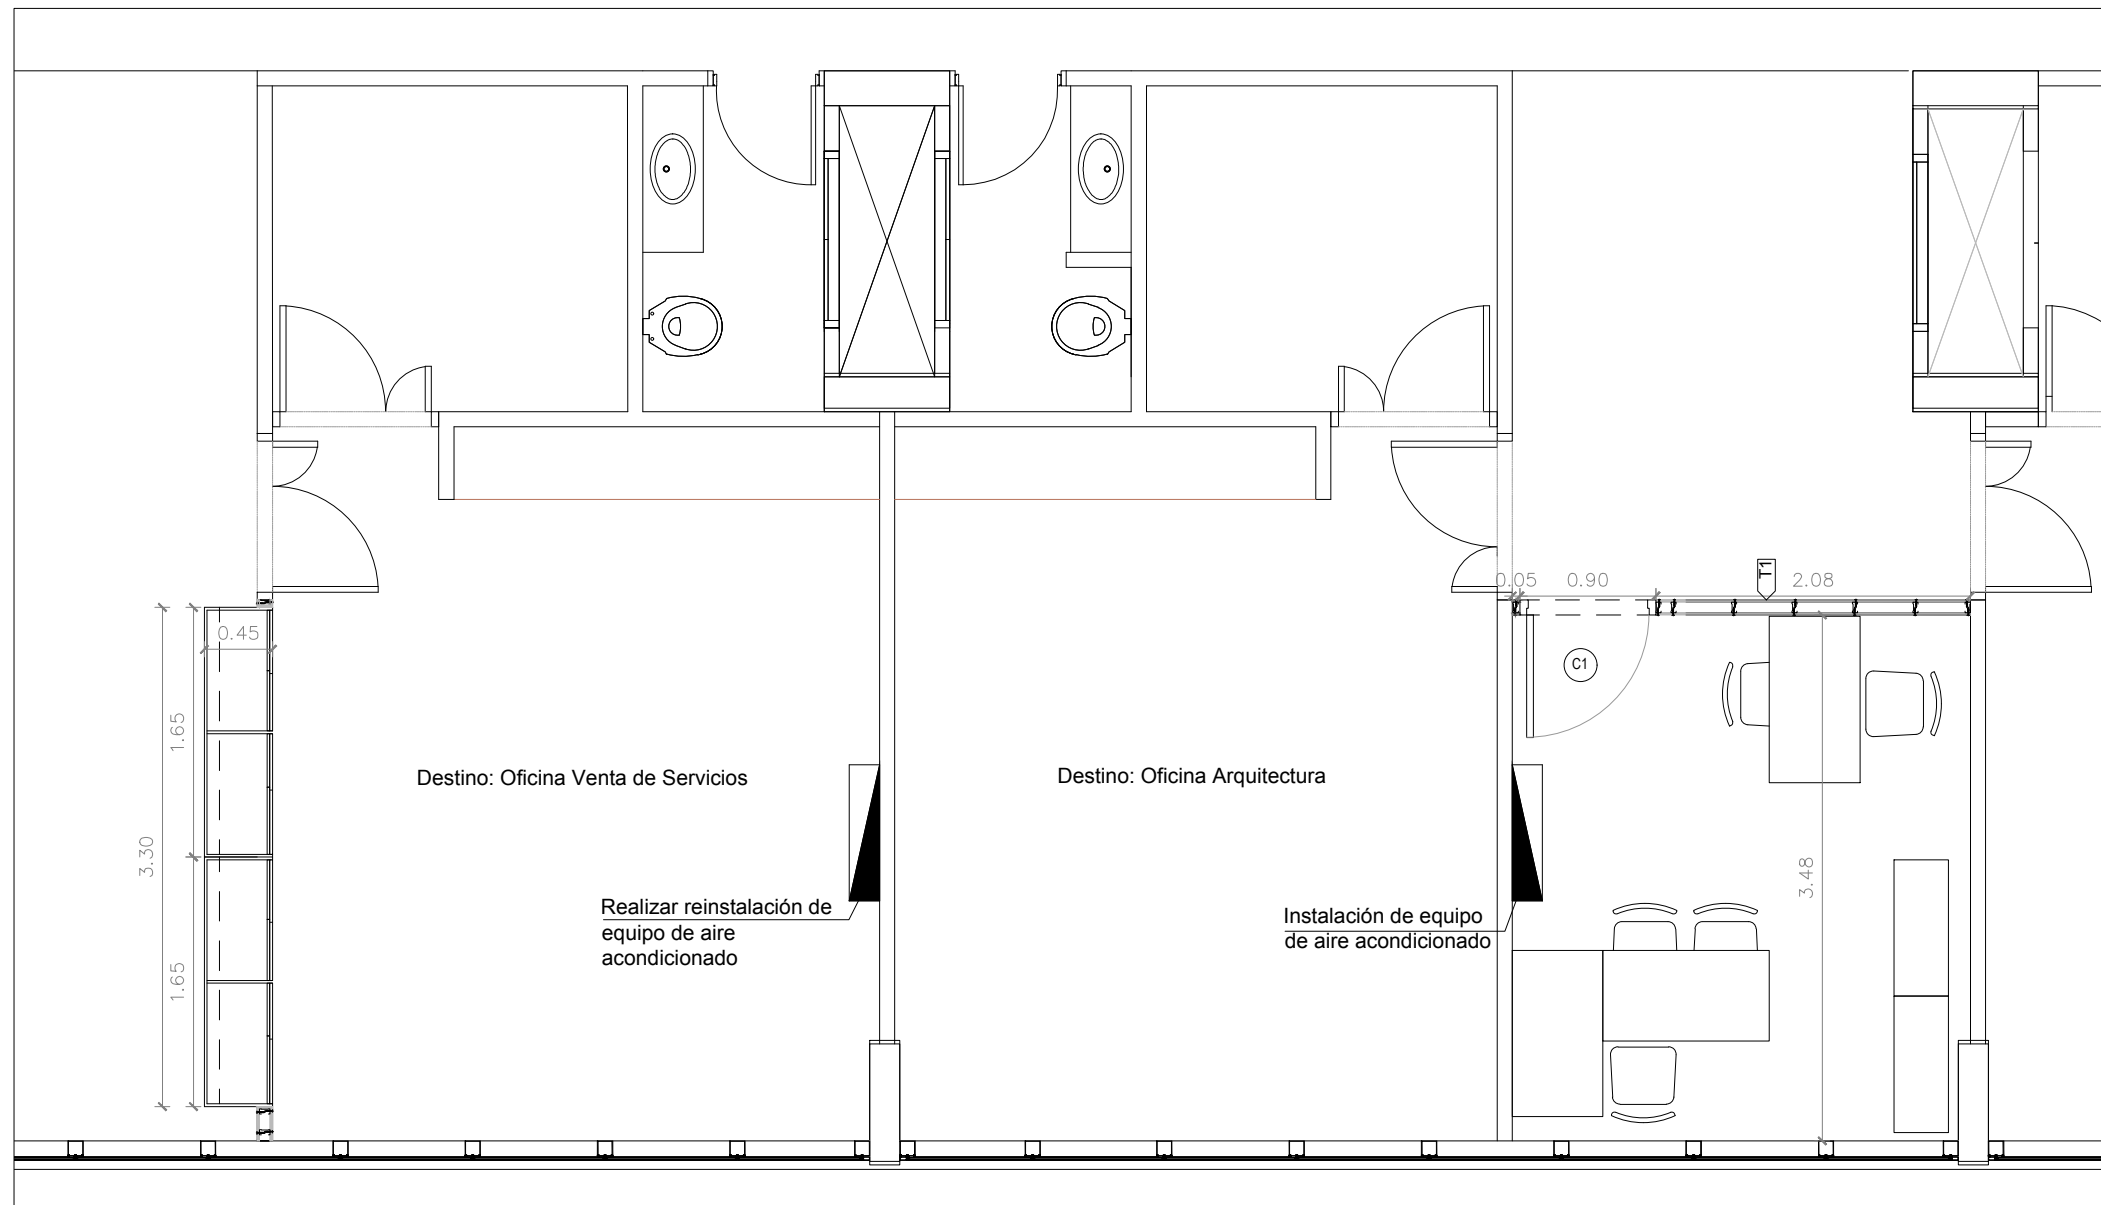 0.05
0.90
T1
2.08
0.45
C1
1.65
Destino: Oficina Venta de Servicios
Destino: Oficina Arquitectura
3.30
3.48
Realizar reinstalación de
equipo de aire
acondicionado
Instalación de equipo
de aire acondicionado
1.65